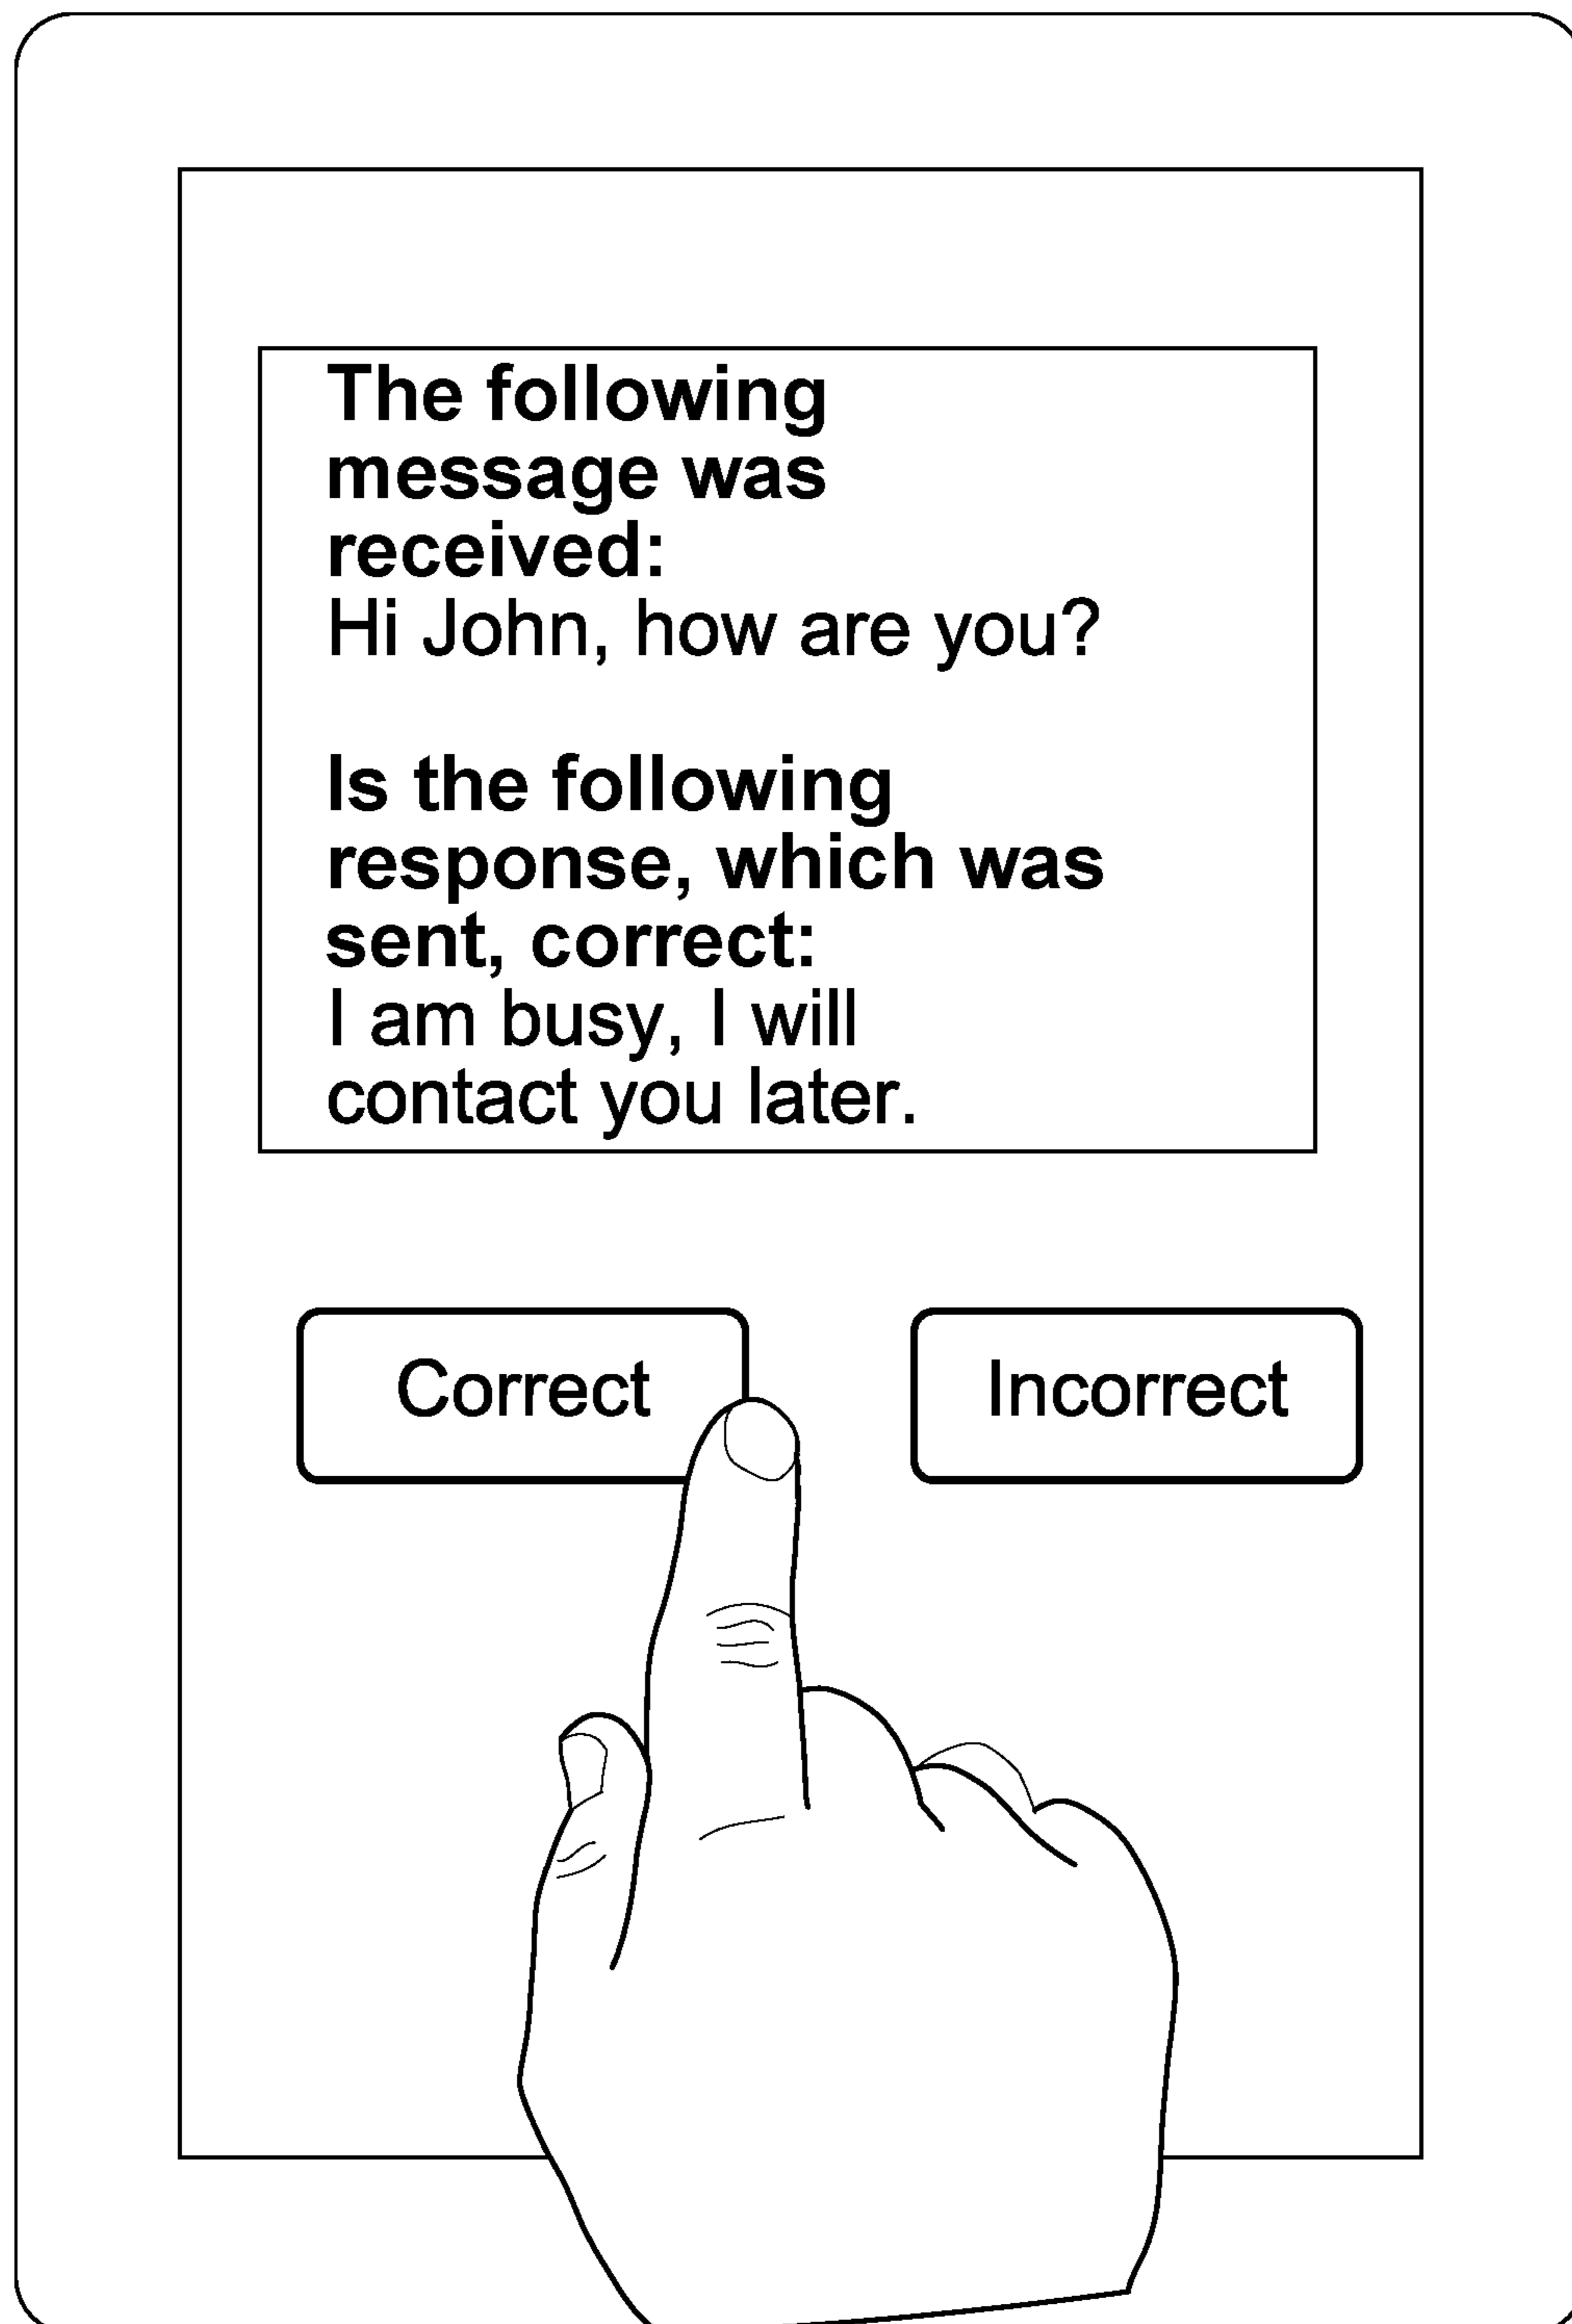 The following
message was
received:
Hi John, how are you?
Is the following
response, which was
sent, correct:
I am busy, I will
contact you later.
Correct
Incorrect